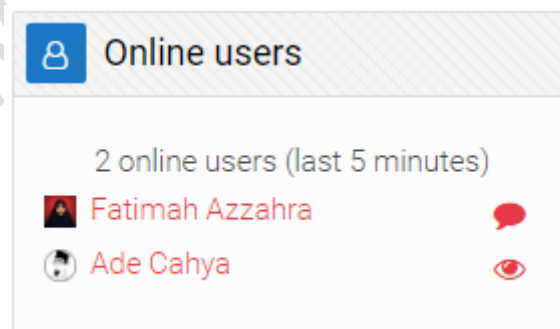 Online users
2 online users (last 5 minutes)
Fatimah Azzahra
Ade Cahya